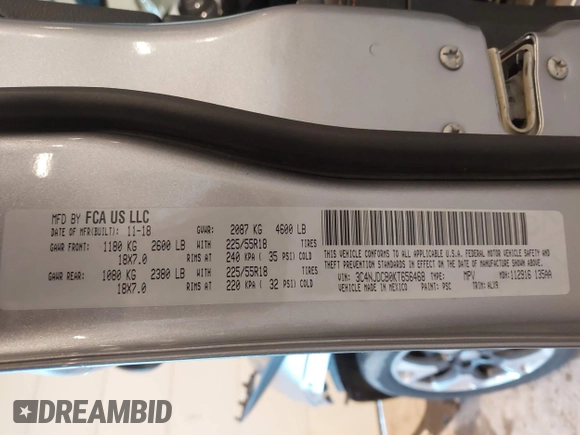 MFD BY FCA US LLC
DATE OF MFR(BUILT): 11-18 GVWR: 2087 KG 4600 LB
GAWR FRONT: 1180 KG 2600 LB WITH 225/55R18 TIRES
18X7.0 RIMS AT 240 KPA ( 35 PSI) COLD
GAWR REAR: 1080 KG 2380 LB WITH 225/55R18 TIRES
18X7.0 RIMS AT 220 KPA ( 32 PSI) COLD
THIS VEHICLE CONFORMS TO ALL APPLICABLE U.S.A. FEDERAL MOTOR VEHICLE SAFETY AND
THEFT PREVENTION STANDARDS IN EFFECT ON THE DATE OF MANUFACTURE SHOWN ABOVE.
VIN: 3C4NJDCB0KT656468 TYPE: MPV MDH: 112916 135AA
VEHICLE MADE IN MEXICO PAINT: PSC TRIM: ALX9
DREAMBID